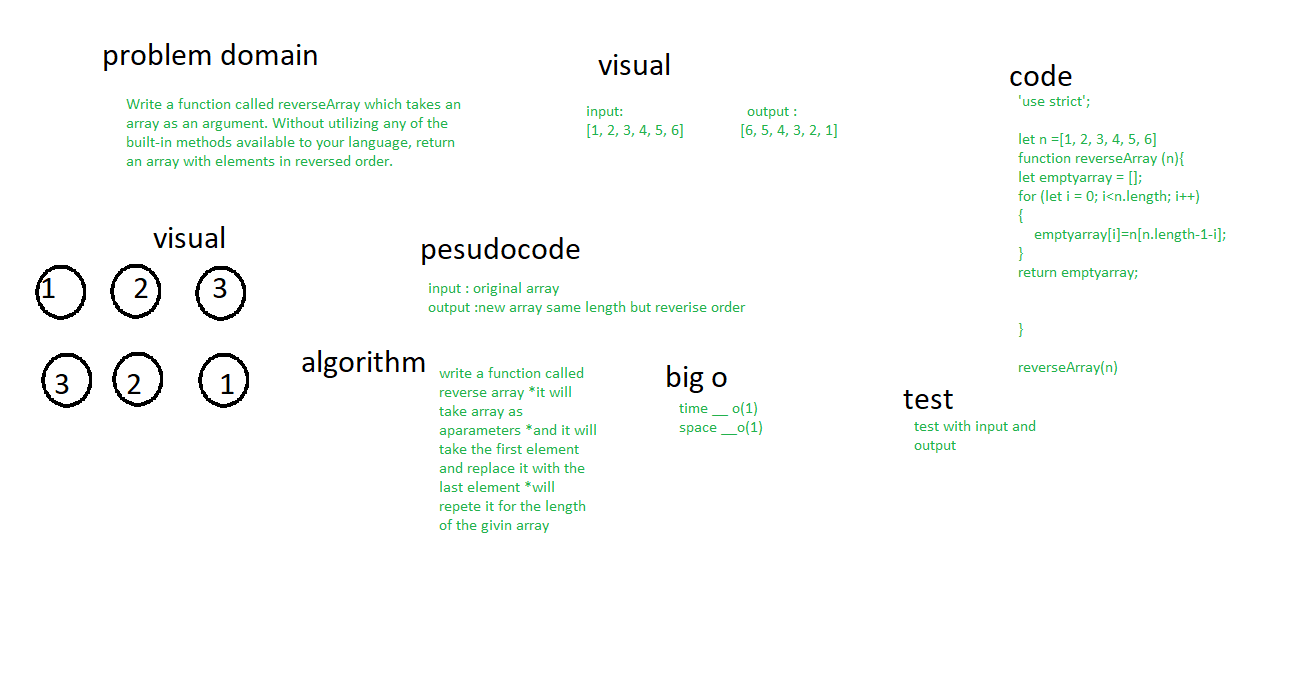 problem domain
Write a function called reverseArray which takes an
array as an argument. Without utilizing any of the
built-in methods available to your language, return
an array with elements in reversed order.
visual
input:
[1, 2, 3, 4, 5, 6]
output :
[6, 5, 4, 3, 2, 1]
code
'use strict';
let n =[1, 2, 3, 4, 5, 6]
function reverseArray (n){
let emptyarray = [];
for (let i = 0; i<n.length; i++)
{
emptyarray[i]=n[n.length-1-i];
}
return emptyarray;
}
reverseArray(n)
visual
1 2 3
3 2 1
pesudocode
input : original array
output :new array same length but reverise order
algorithm
write a function called
reverse array *it will
take array as
aparameters *and it will
take the first element
and replace it with the
last element *will
repete it for the length
of the givin array
big o
time __ o(1)
space __o(1)
test
test with input and
output